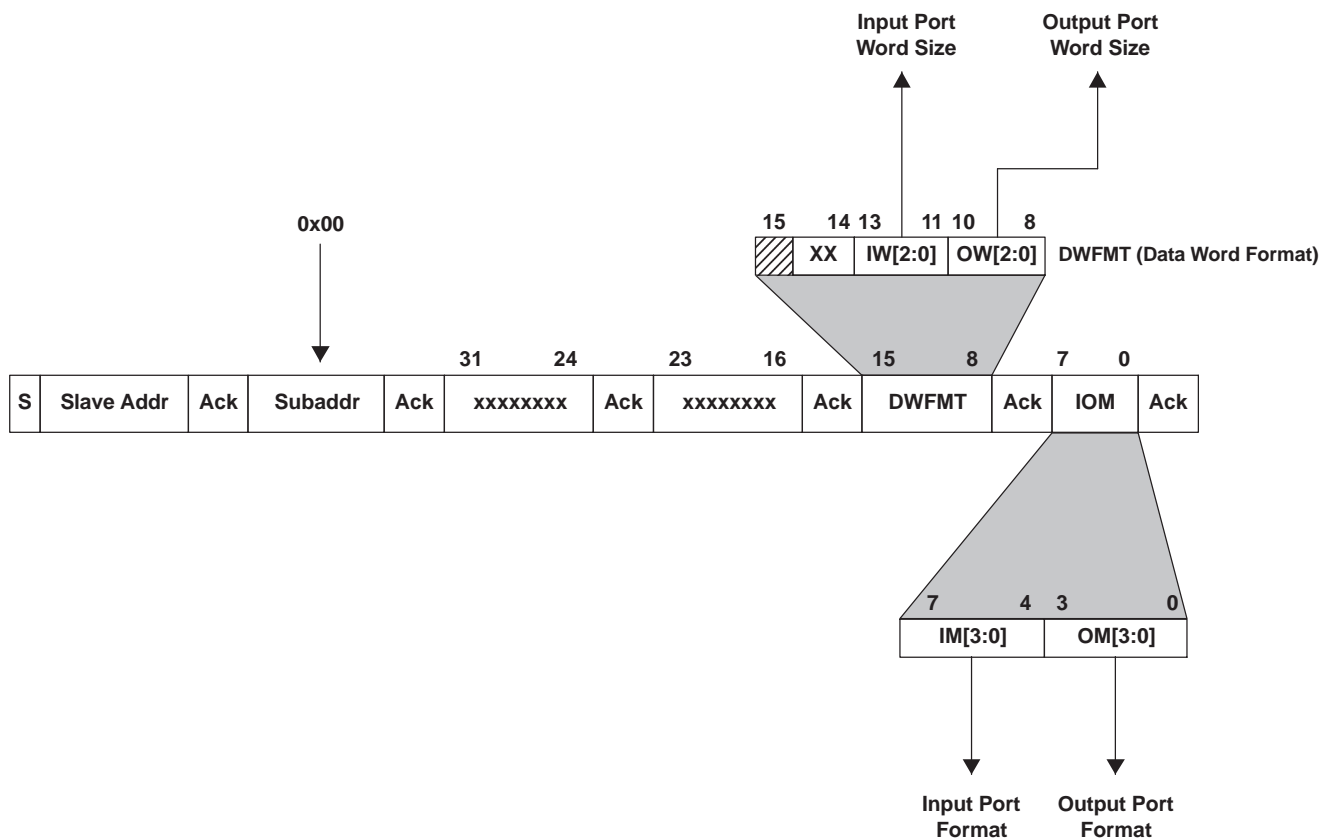 Input Port
Word Size
Output Port
Word Size
0x00
15 14 13 11 10 8
XX IW[2:0] OW[2:0] DWFMT (Data Word Format)
31 24 23 16 15 8 7 0
S Slave Addr Ack Subaddr Ack xxxxxxxx Ack xxxxxxxx Ack DWFMT Ack IOM Ack
7 4 3 0
IM[3:0] OM[3:0]
Input Port
Format
Output Port
Format